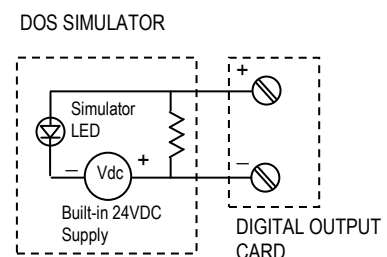 DOS SIMULATOR
+
Simulator
LED
– Vdc +
–
Built-in 24VDC
Supply
DIGITAL OUTPUT
CARD